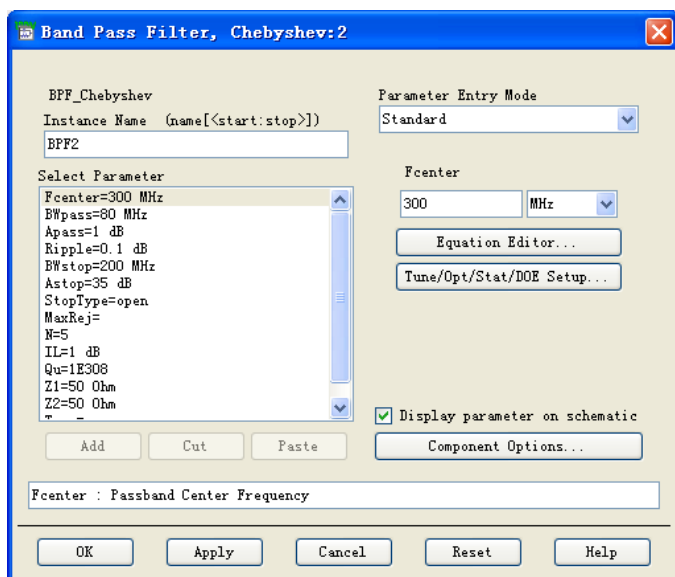 Band Pass Filter, Chebyshev:2
BPF_Chebyshev
Instance Name (name[<start:stop>])
BPF2
Select Parameter
Fcenter=300 MHz
BWpass=80 MHz
Apass=1 dB
Ripple=0.1 dB
BWstop=200 MHz
Astop=35 dB
StopType=open
MaxRej=
N=5
IL=1 dB
Qu=1E308
Z1=50 Ohm
Z2=50 Ohm
Add Cut Paste
Parameter Entry Mode
Standard
Fcenter
300 MHz
Equation Editor...
Tune/Opt/Stat/DOE Setup...
Display parameter on schematic
Component Options...
Fcenter : Passband Center Frequency
OK Apply Cancel Reset Help